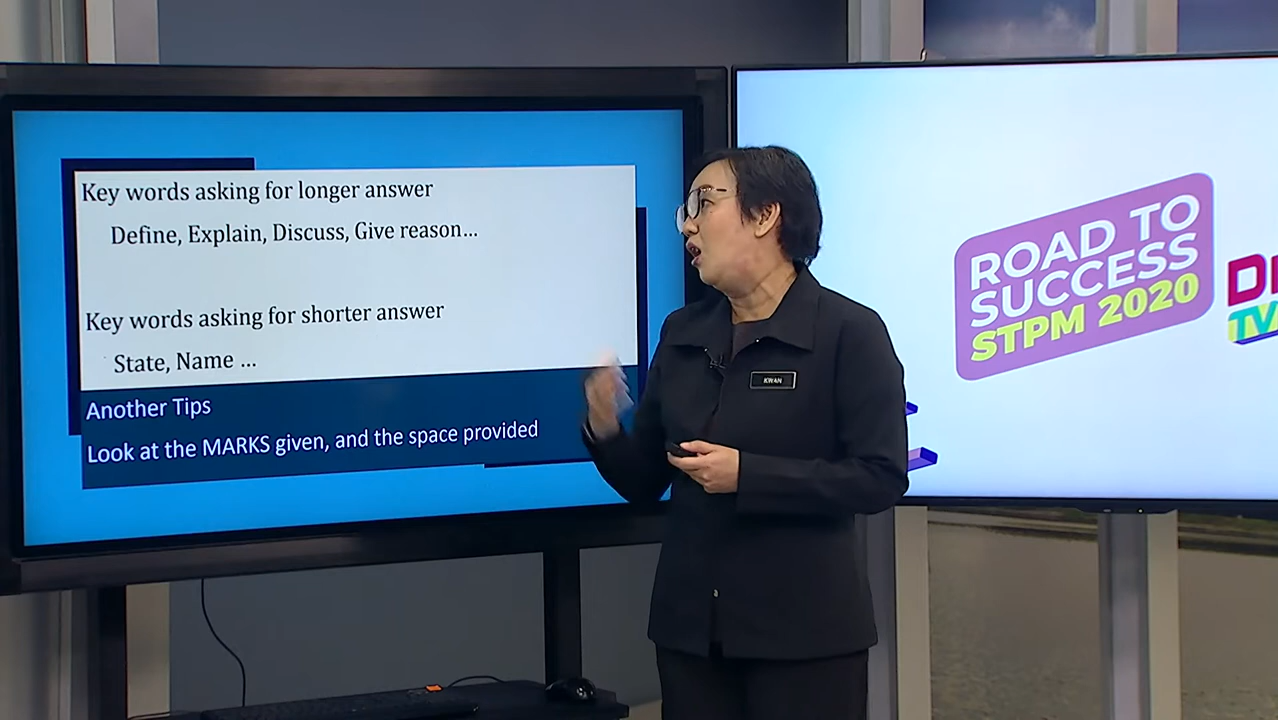 Key words asking for longer answer
Define, Explain, Discuss, Give reason...
Key words asking for shorter answer
State, Name ...
Another Tips
Look at the MARKS given, and the space provided
KWAN
ROAD TO
SUCCESS
STPM 2020
TV